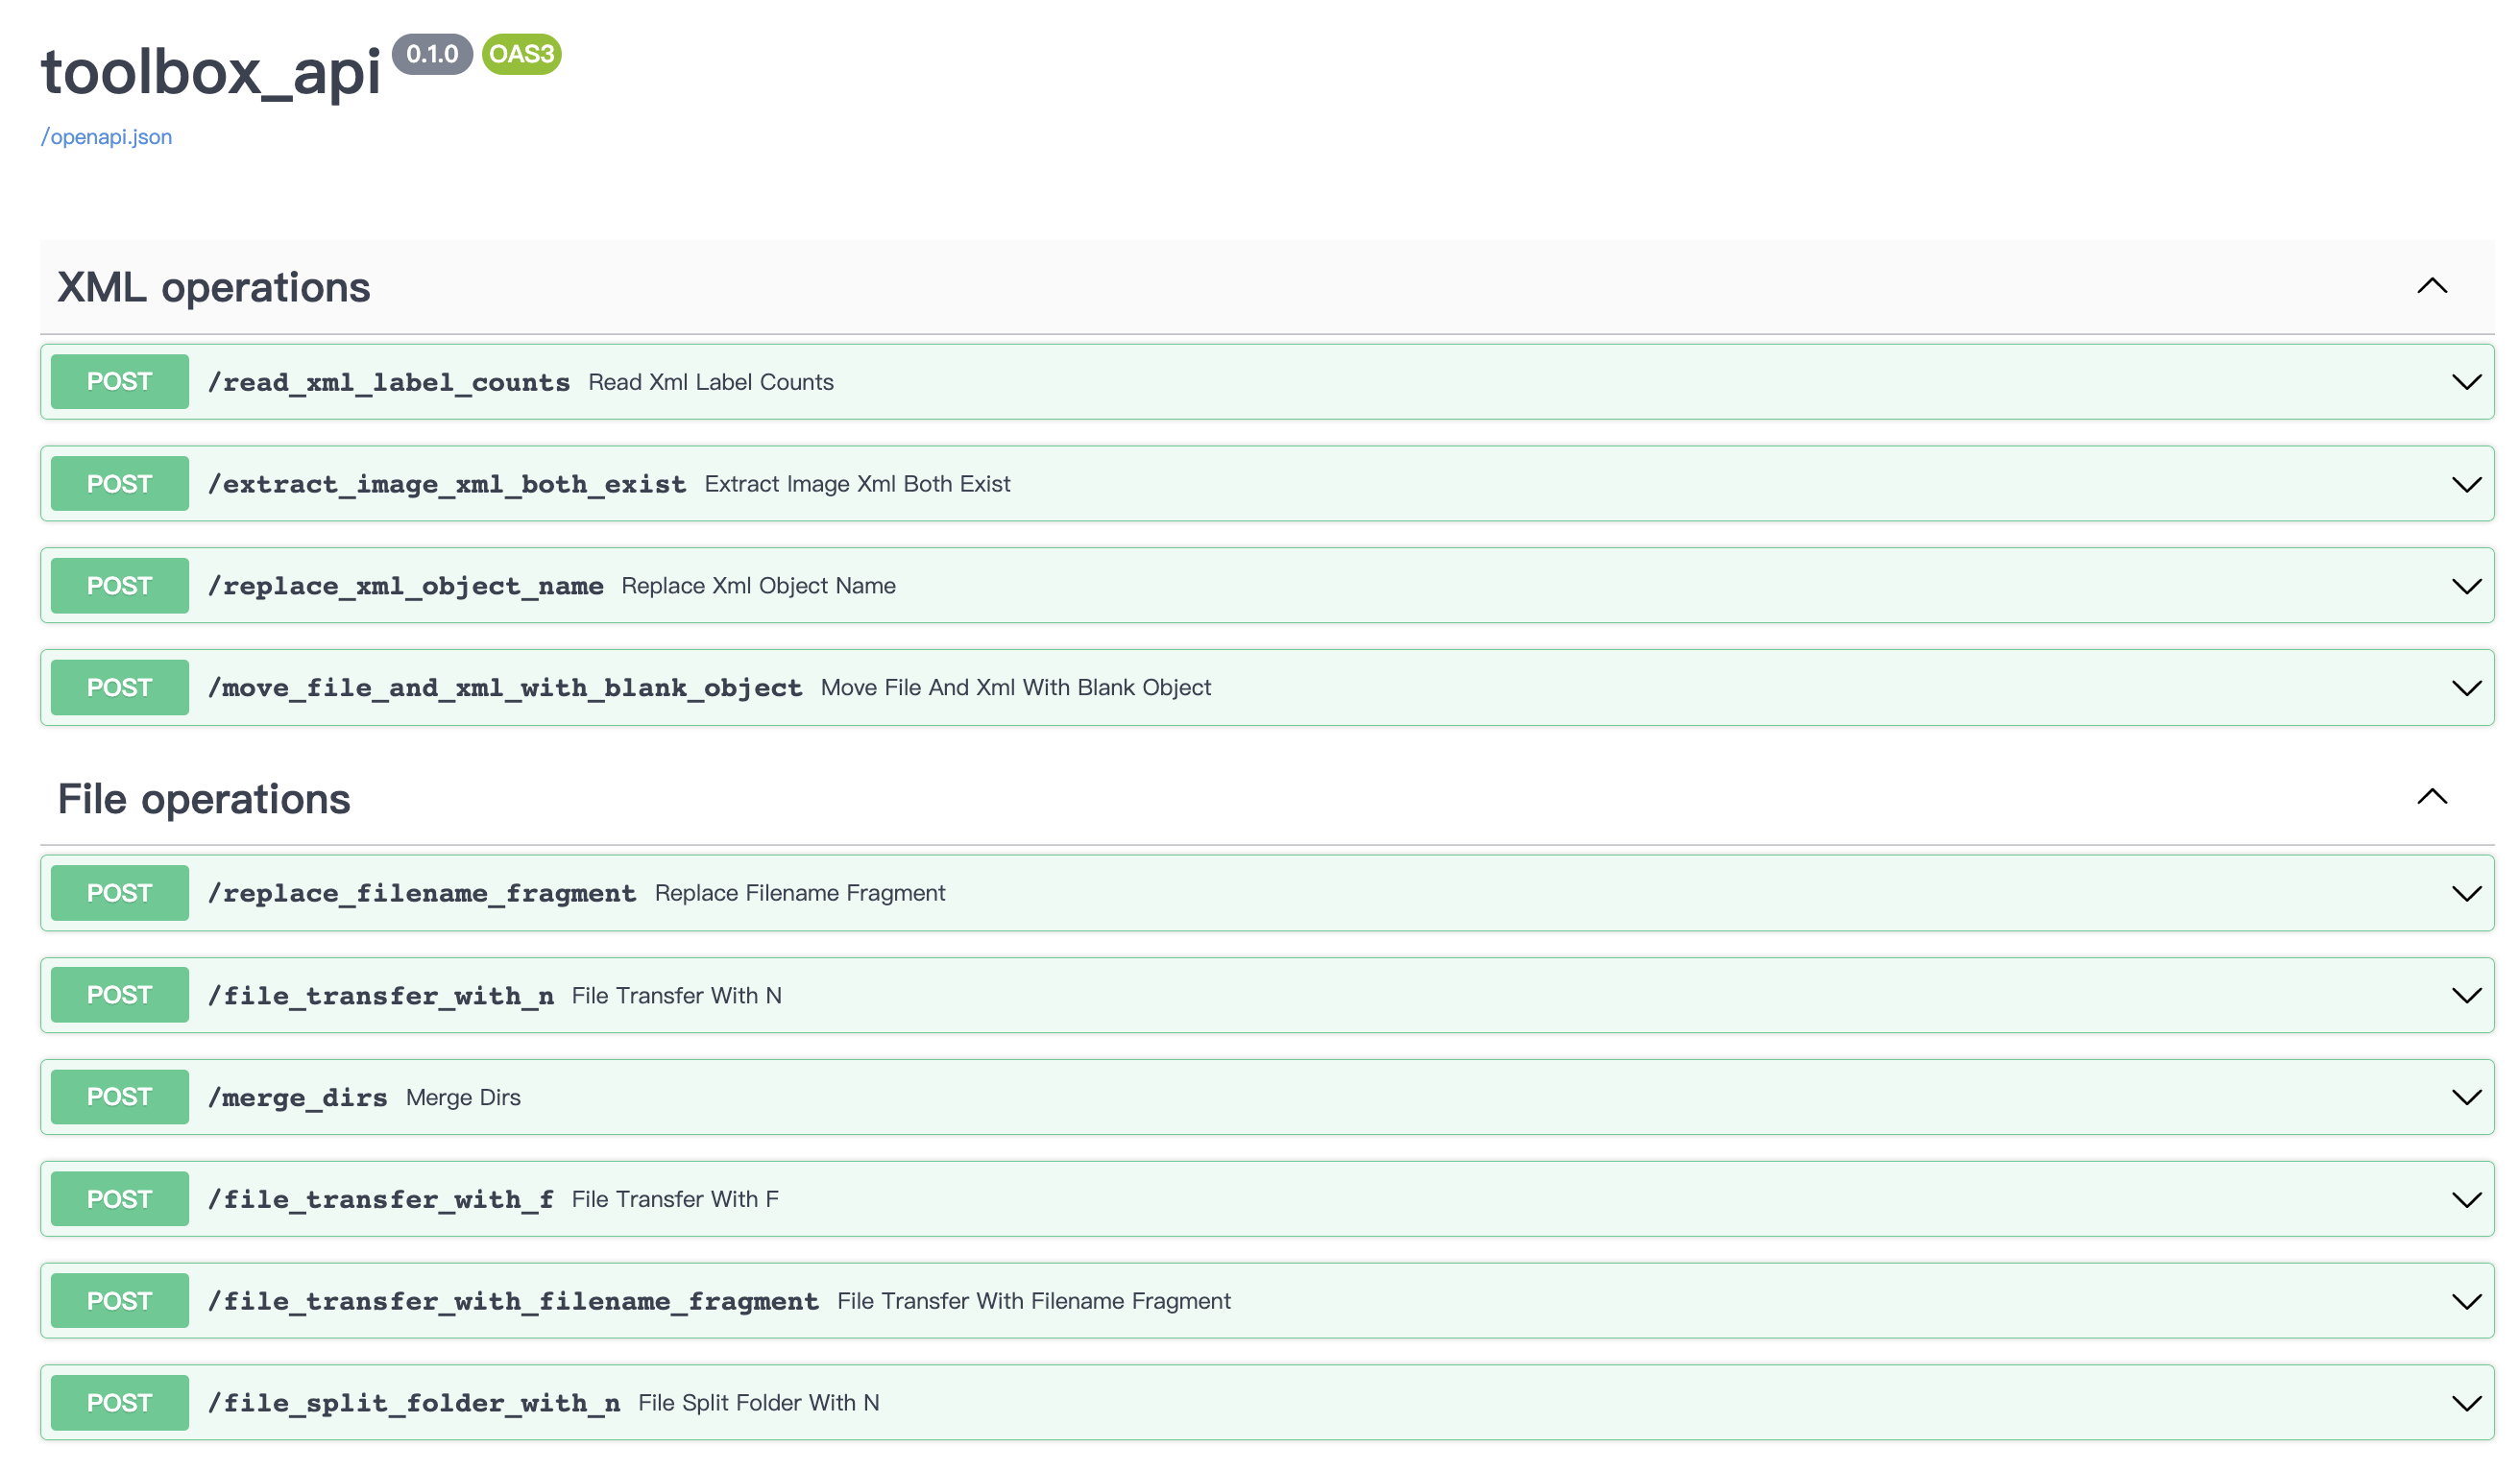 toolbox_api 0.1.0 OAS3
/openapi.json
XML operations
POST /read_xml_label_counts Read Xml Label Counts
POST /extract_image_xml_both_exist Extract Image Xml Both Exist
POST /replace_xml_object_name Replace Xml Object Name
POST /move_file_and_xml_with_blank_object Move File And Xml With Blank Object
File operations
POST /replace_filename_fragment Replace Filename Fragment
POST /file_transfer_with_n File Transfer With N
POST /merge_dirs Merge Dirs
POST /file_transfer_with_f File Transfer With F
POST /file_transfer_with_filename_fragment File Transfer With Filename Fragment
POST /file_split_folder_with_n File Split Folder With N